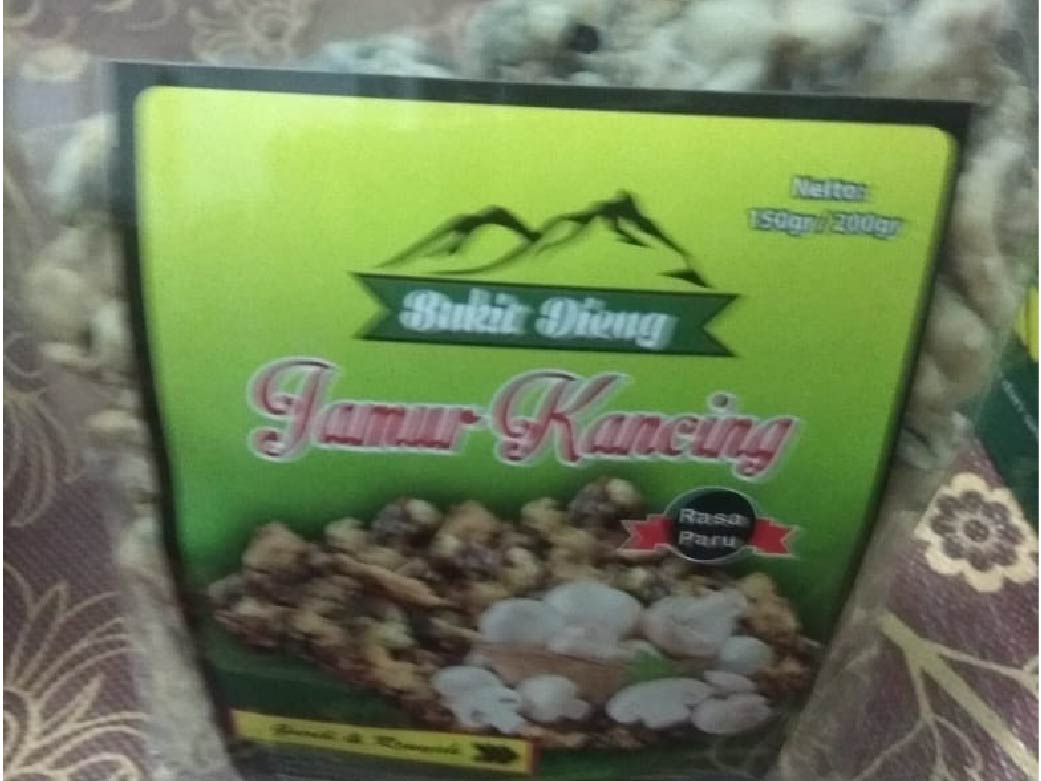 Netto:
150gr / 200gr
Bukit Dieng
Jamur Kancing
Rasa
Paru